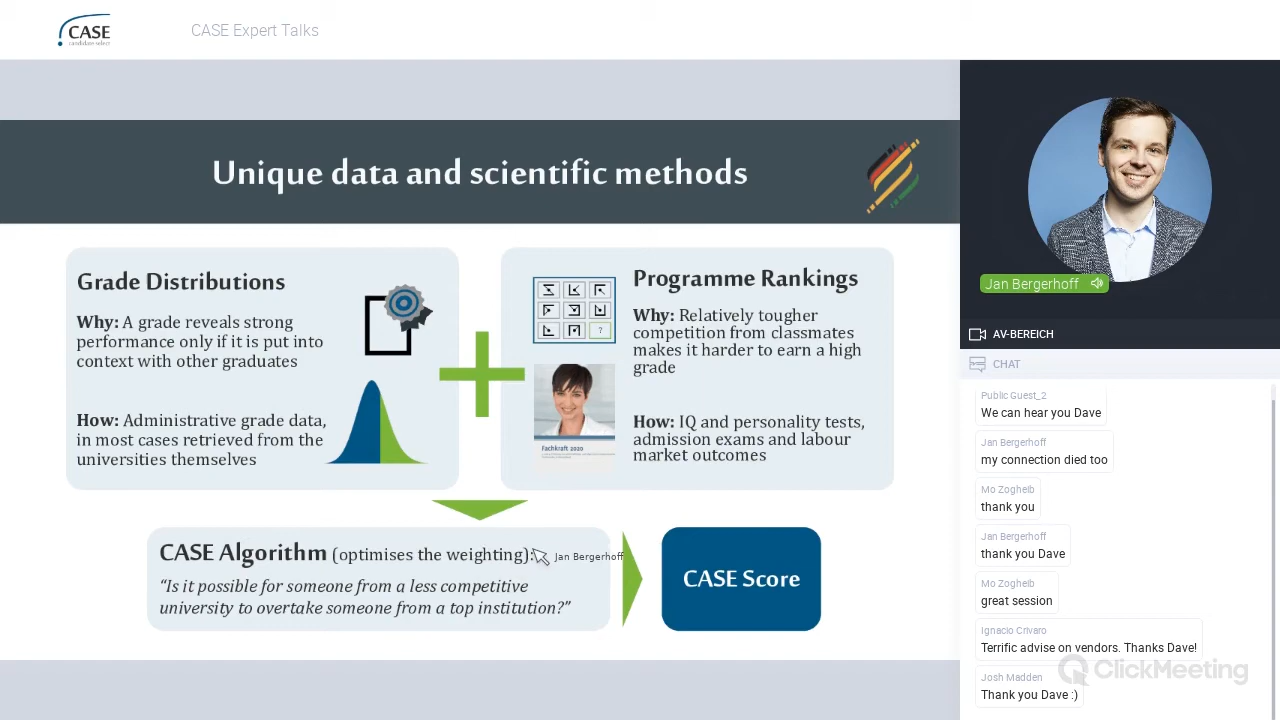 CASE
candidate select
CASE Expert Talks
Unique data and scientific methods
Grade Distributions
Why: A grade reveals strong
performance only if it is put into
context with other graduates
How: Administrative grade data,
in most cases retrieved from the
universities themselves
Programme Rankings
Why: Relatively tougher
competition from classmates
makes it harder to earn a high
grade
How: IQ and personality tests,
admission exams and labour
market outcomes
?
Fachkraft 2020
CASE Algorithm (optimises the weighting):
Jan Bergerhoff
“Is it possible for someone from a less competitive
university to overtake someone from a top institution?”
CASE Score
Jan Bergerhoff
AV-BEREICH
CHAT
Public Guest_2
We can hear you Dave
Jan Bergerhoff
my connection died too
Mo Zogheib
thank you
Jan Bergerhoff
thank you Dave
Mo Zogheib
great session
Ignacio Crivaro
Terrific advise on vendors. Thanks Dave!
Josh Madden
Thank you Dave :)
ClickMeeting